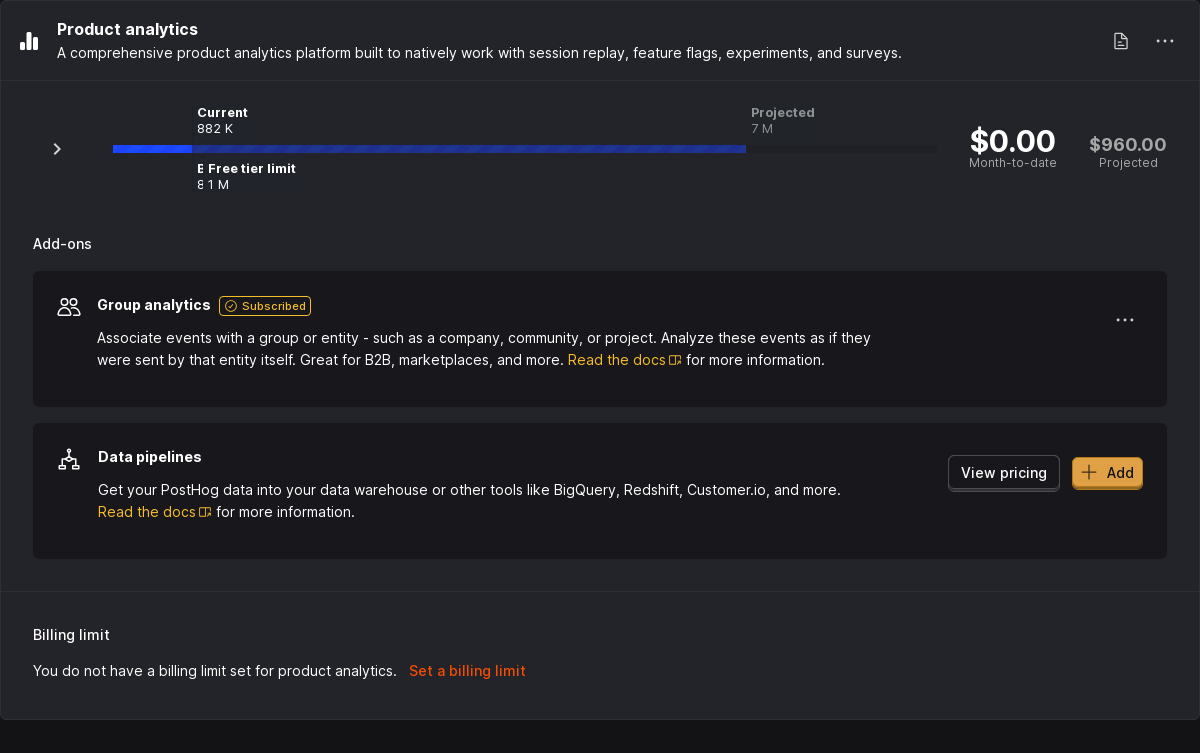 Product analytics
A comprehensive product analytics platform built to natively work with session replay, feature flags, experiments, and surveys.
Current
882 K
Projected
7 M
Free tier limit
1 M
$0.00
Month-to-date
$960.00
Projected
Add-ons
Group analytics Subscribed
Associate events with a group or entity - such as a company, community, or project. Analyze these events as if they
were sent by that entity itself. Great for B2B, marketplaces, and more. Read the docs for more information.
Data pipelines
Get your PostHog data into your data warehouse or other tools like BigQuery, Redshift, Customer.io, and more.
Read the docs for more information.
View pricing
Add
Billing limit
You do not have a billing limit set for product analytics. Set a billing limit